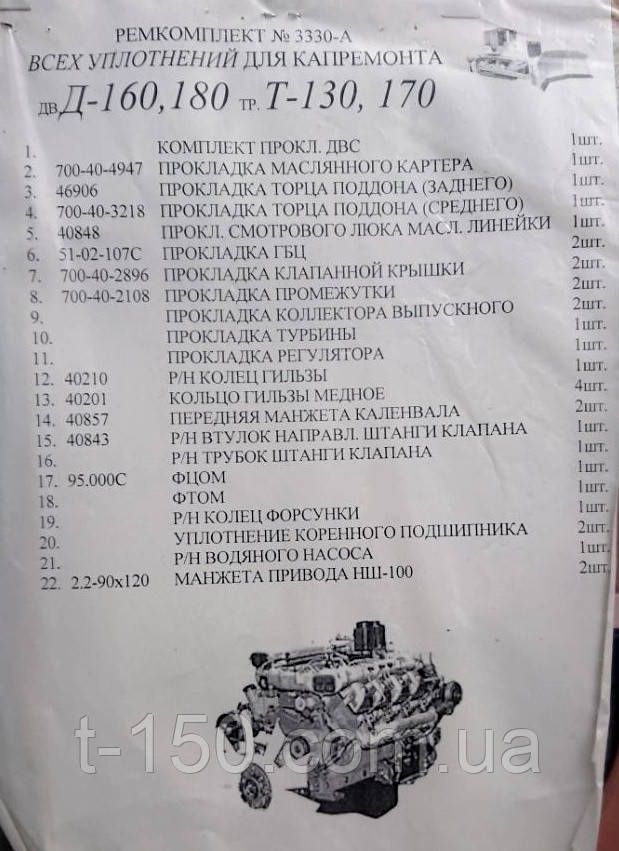 РЕМКОМПЛЕКТ № 3330-А
ВСЕХ УПЛОТНЕНИЙ ДЛЯ КАПРЕМОНТА
ДВ Д-160,180 ТР. Т-130, 170
1. КОМПЛЕКТ ПРОКЛ. ДВС 1шт.
2. 700-40-4947 ПРОКЛАДКА МАСЛЯННОГО КАРТЕРА 1шт.
3. 46906 ПРОКЛАДКА ТОРЦА ПОДДОНА (ЗАДНЕГО) 1шт.
4. 700-40-3218 ПРОКЛАДКА ТОРЦА ПОДДОНА (СРЕДНЕГО) 1шт.
5. 40848 ПРОКЛ. СМОТРОВОГО ЛЮКА МАСЛ. ЛИНЕЙКИ 1шт.
6. 51-02-107С ПРОКЛАДКА ГБЦ 2шт.
7. 700-40-2896 ПРОКЛАДКА КЛАПАННОЙ КРЫШКИ 2шт.
8. 700-40-2108 ПРОКЛАДКА ПРОМЕЖУТКИ 2шт.
9. ПРОКЛАДКА КОЛЛЕКТОРА ВЫПУСКНОГО 2шт.
10. ПРОКЛАДКА ТУРБИНЫ 1шт.
11. ПРОКЛАДКА РЕГУЛЯТОРА 1шт.
12. 40210 Р/Н КОЛЕЦ ГИЛЬЗЫ 1шт.
13. 40201 КОЛЬЦО ГИЛЬЗЫ МЕДНОЕ 4шт.
14. 40857 ПЕРЕДНЯЯ МАНЖЕТА КАЛЕНВАЛА 2шт.
15. 40843 Р/Н ВТУЛОК НАПРАВЛ. ШТАНГИ КЛАПАНА 1шт.
16. Р/Н ТРУБОК ШТАНГИ КЛАПАНА 1шт.
17. 95.000С ФЦОМ 1шт.
18. ФТОМ 1шт.
19. Р/Н КОЛЕЦ ФОРСУНКИ 1шт.
20. УПЛОТНЕНИЕ КОРЕННОГО ПОДШИПНИКА 2шт.
21. Р/Н ВОДЯНОГО НАСОСА 1шт.
22. 2.2-90х120 МАНЖЕТА ПРИВОДА НШ-100 2шт.
t-150.com.ua